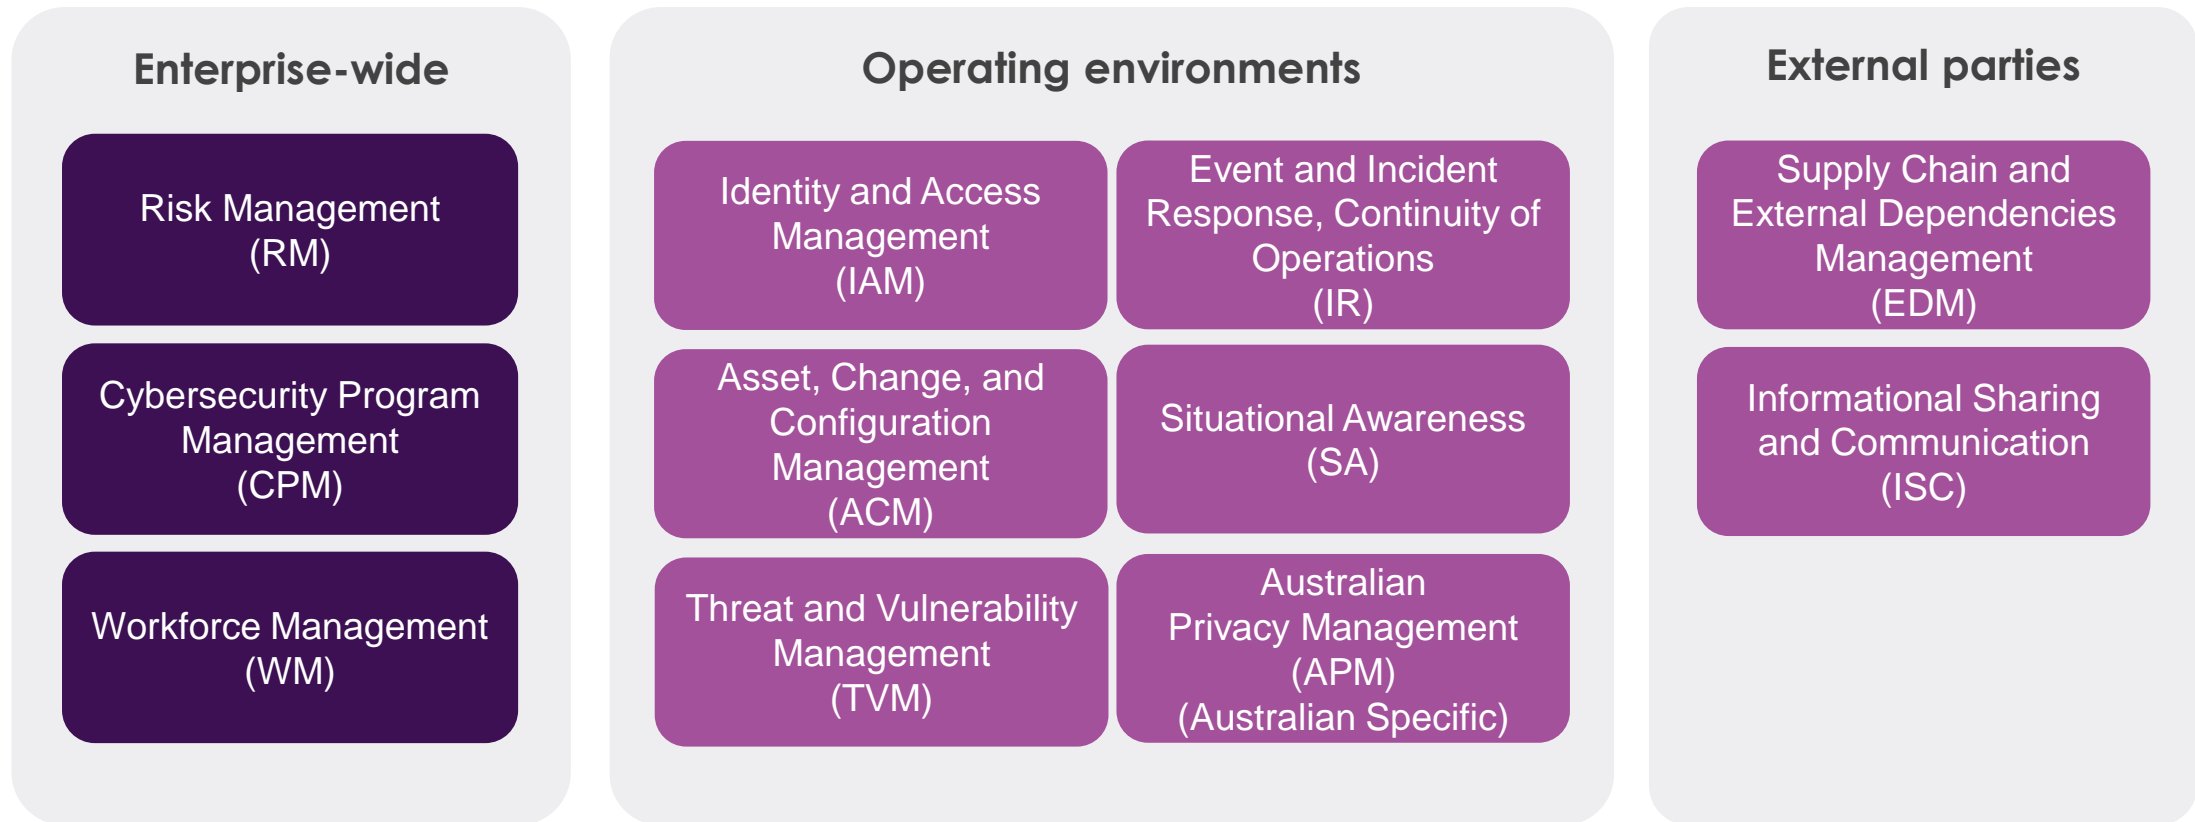 Enterprise-wide
Risk Management
(RM)
Cybersecurity Program
Management
(CPM)
Workforce Management
(WM)
Operating environments
Identity and Access
Management
(IAM)
Event and Incident
Response, Continuity of
Operations
(IR)
Asset, Change, and
Configuration
Management
(ACM)
Situational Awareness
(SA)
Threat and Vulnerability
Management
(TVM)
Australian
Privacy Management
(APM)
(Australian Specific)
External parties
Supply Chain and
External Dependencies
Management
(EDM)
Informational Sharing
and Communication
(ISC)